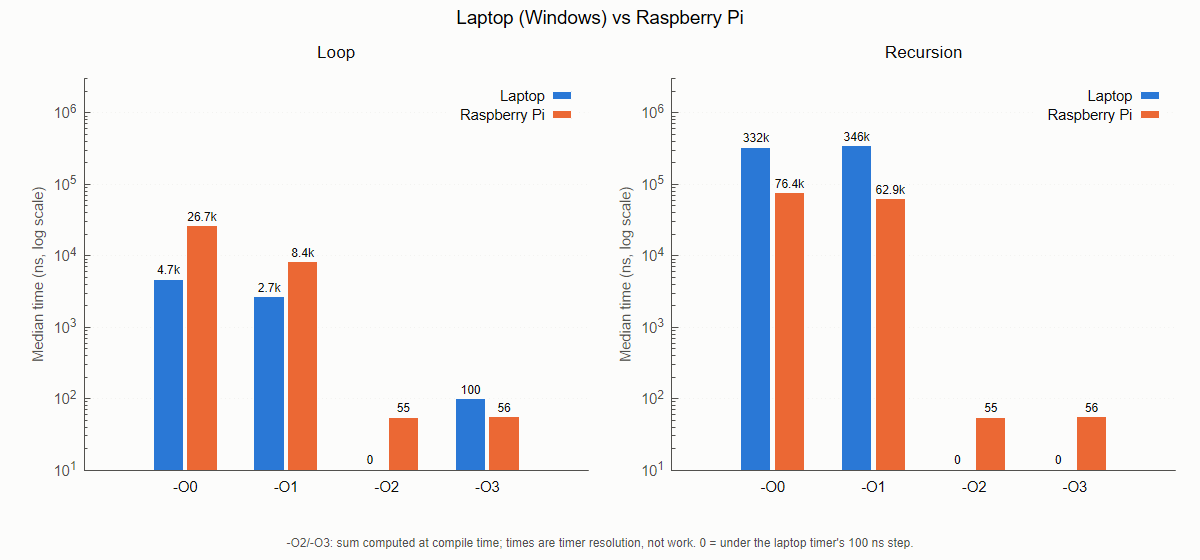 Laptop (Windows) vs Raspberry Pi
Loop
Laptop
Raspberry Pi
Median time (ns, log scale)
10^6
10^5
10^4
10^3
10^2
10^1
4.7k
26.7k
2.7k
8.4k
0
55
100
56
-O0
-O1
-O2
-O3
Recursion
Laptop
Raspberry Pi
Median time (ns, log scale)
10^6
10^5
10^4
10^3
10^2
10^1
332k
76.4k
346k
62.9k
0
55
0
56
-O0
-O1
-O2
-O3
-O2/-O3: sum computed at compile time; times are timer resolution, not work. 0 = under the laptop timer's 100 ns step.